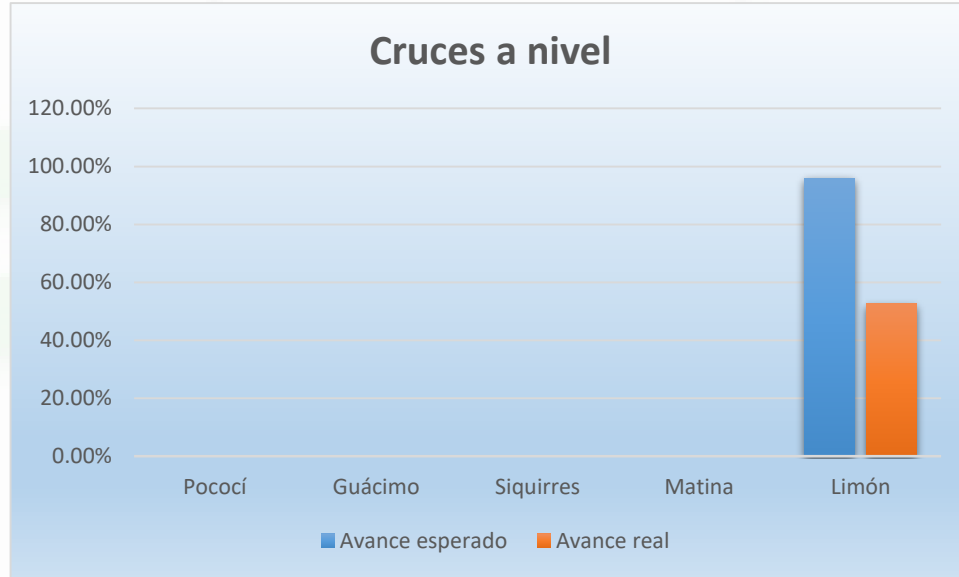 Cruces a nivel
120.00%
100.00%
80.00%
60.00%
40.00%
20.00%
0.00%
Pococí Guácimo Siquirres Matina Limón
Avance esperado Avance real